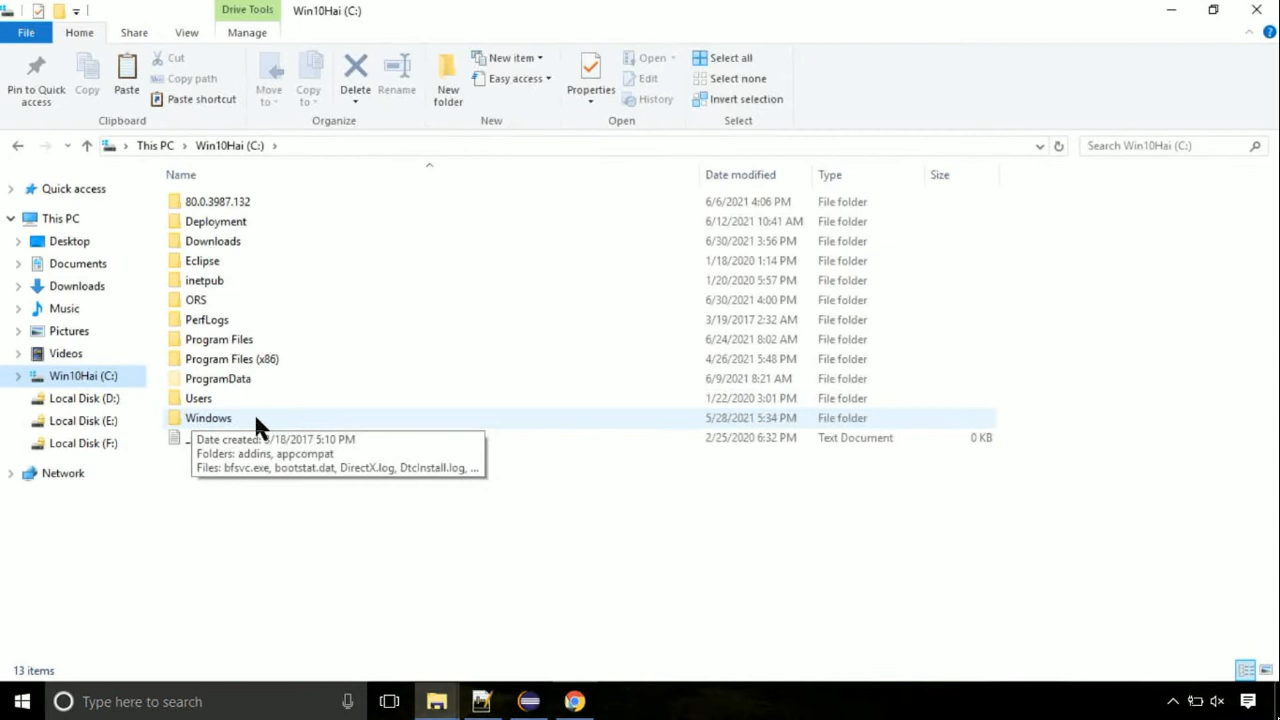 Drive Tools Win10Hai (C:)
File Home Share View Manage
Pin to Quick access
Copy
Paste
Cut
Copy path
Paste shortcut
Clipboard
Move to
Copy to
Delete
Rename
Organize
New folder
New item
Easy access
New
Properties
Open
Edit
History
Open
Select all
Select none
Invert selection
Select
This PC Win10Hai (C:)
Search Win10Hai (C:)
Quick access
This PC
Desktop
Documents
Downloads
Music
Pictures
Videos
Win10Hai (C:)
Local Disk (D:)
Local Disk (E:)
Local Disk (F:)
Network
Name Date modified Type Size
80.0.3987.132 6/6/2021 4:06 PM File folder
Deployment 6/12/2021 10:41 AM File folder
Downloads 6/30/2021 3:56 PM File folder
Eclipse 1/18/2020 1:14 PM File folder
inetpub 1/20/2020 5:57 PM File folder
ORS 6/30/2021 4:00 PM File folder
PerfLogs 3/19/2017 2:32 AM File folder
Program Files 6/24/2021 8:02 AM File folder
Program Files (x86) 4/26/2021 5:48 PM File folder
ProgramData 6/9/2021 8:21 AM File folder
Users 1/22/2020 3:01 PM File folder
Windows 5/28/2021 5:34 PM File folder
2/25/2020 6:32 PM Text Document 0 KB
Date created: /18/2017 5:10 PM
Folders: addins, appcompat
Files: bfsvc.exe, bootstat.dat, DirectX.log, DtcInstall.log, ...
13 items
Type here to search